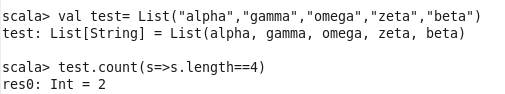 scala> val test= List("alpha","gamma","omega","zeta","beta")
test: List[String] = List(alpha, gamma, omega, zeta, beta)
scala> test.count(s=>s.length==4)
res0: Int = 2